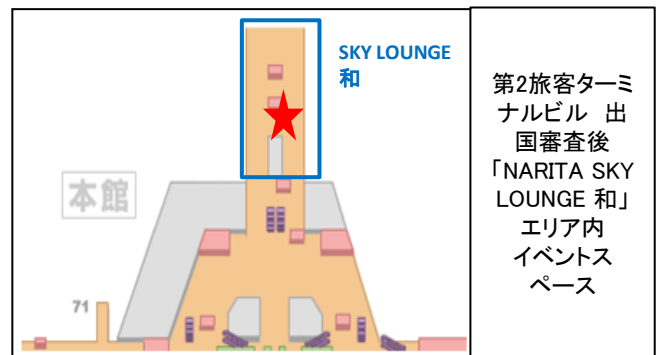 SKY LOUNGE
和
本館
71
第2旅客ターミ
ナルビル 出
国審査後
「NARITA SKY
LOUNGE 和」
エリア内
イベントス
ペース